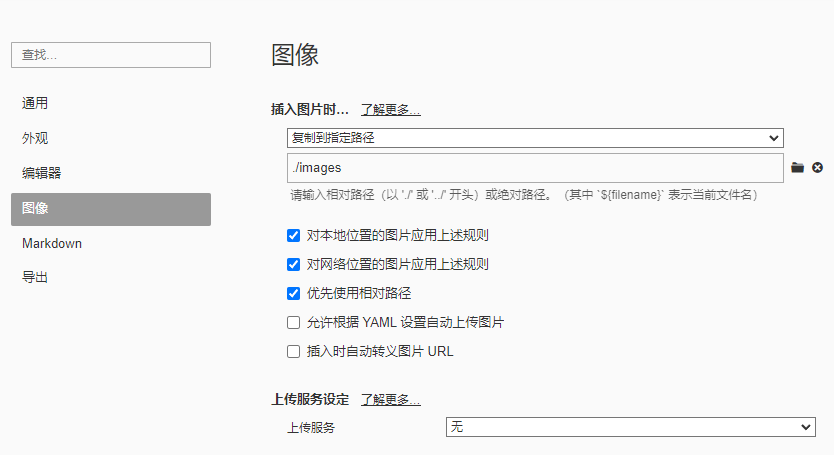 查找...
通用
外观
编辑器
图像
Markdown
导出
图像
插入图片时... 了解更多...
复制到指定路径
./images
请输入相对路径（以 './' 或 '../' 开头）或绝对路径。（其中 `${filename}` 表示当前文件名）
对本地位置的图片应用上述规则
对网络位置的图片应用上述规则
优先使用相对路径
允许根据 YAML 设置自动上传图片
插入时自动转义图片 URL
上传服务设定 了解更多...
上传服务 无